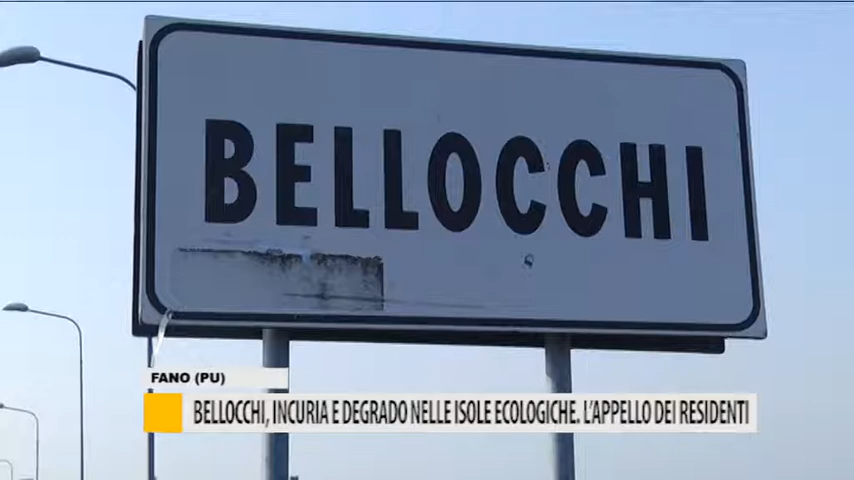 BELLOCCHI
FANO (PU)
BELLOCCHI, INCURIA E DEGRADO NELLE ISOLE ECOLOGICHE. L'APPELLO DEI RESIDENTI